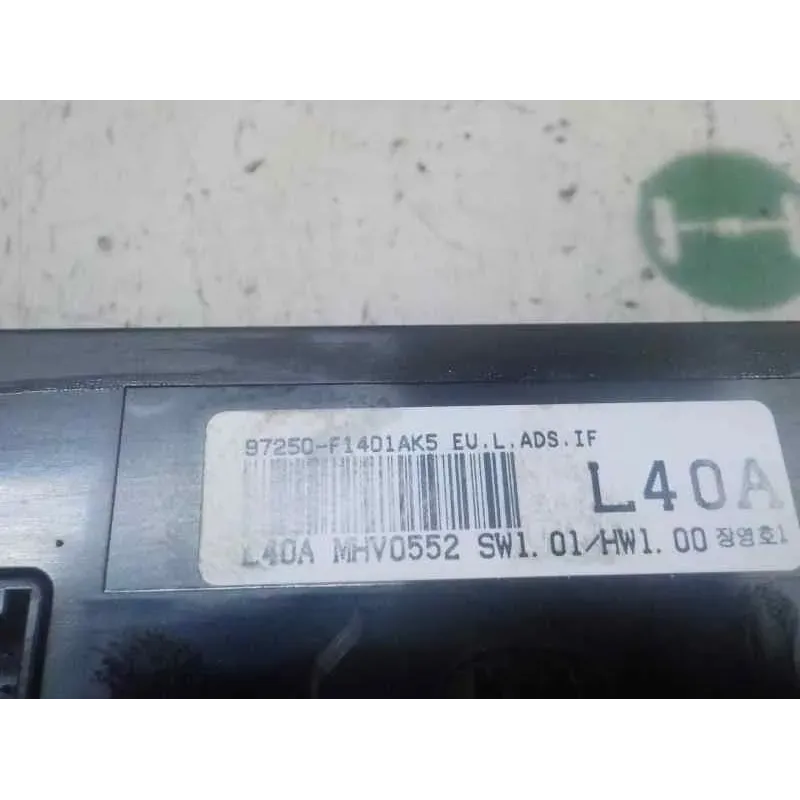 97250-F1401AK5 EU.L.ADS.IF
L40A
L40A MHV0552 SW1.01/HW1.00 장영호1